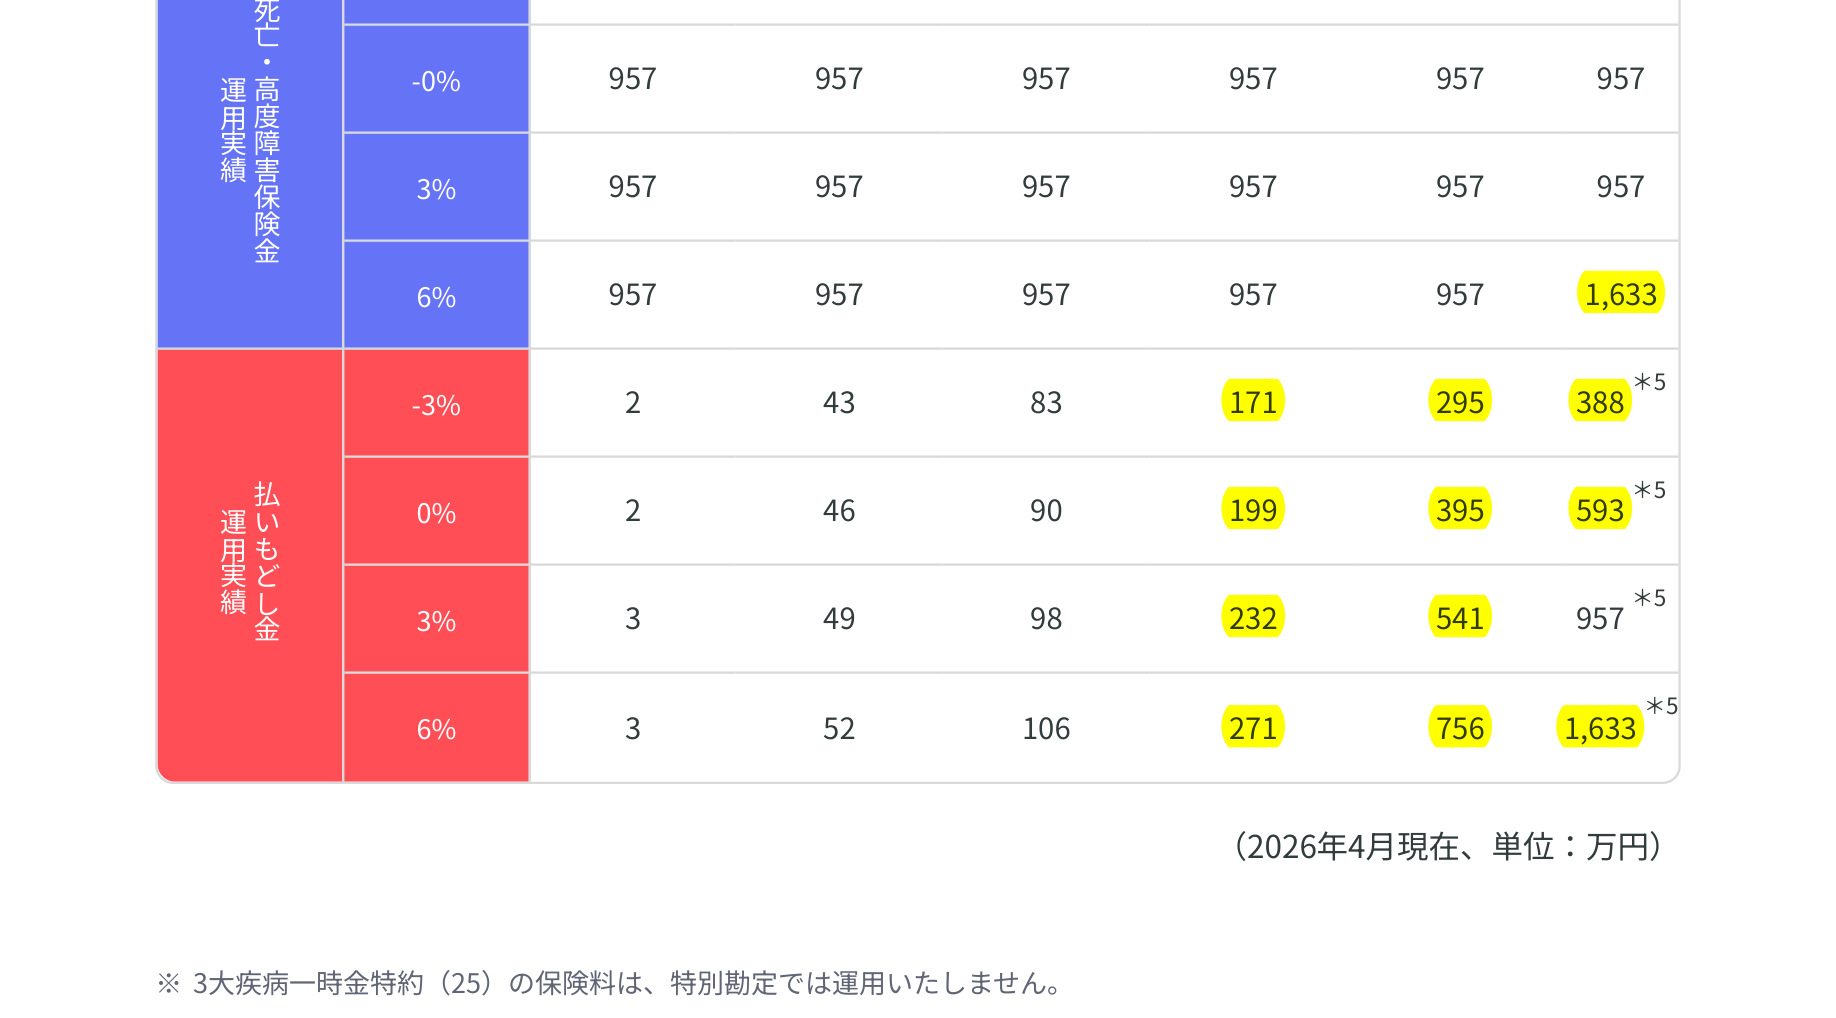 死亡・高度障害保険金
運用実績
-0% 957 957 957 957 957 957
3% 957 957 957 957 957 957
6% 957 957 957 957 957 1,633
払いもどし金
運用実績
-3% 2 43 83 171 295 388 ＊5
0% 2 46 90 199 395 593 ＊5
3% 3 49 98 232 541 957 ＊5
6% 3 52 106 271 756 1,633 ＊5
（2026年4月現在、単位：万円）
※ 3大疾病一時金特約（25）の保険料は、特別勘定では運用いたしません。